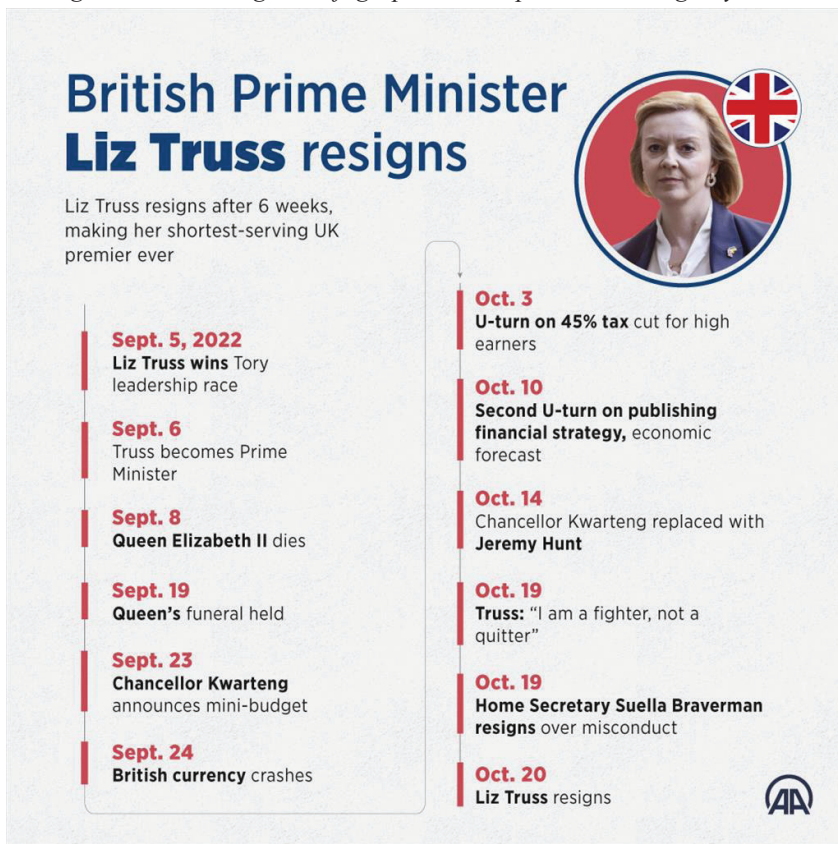 British Prime Minister
Liz Truss resigns
Liz Truss resigns after 6 weeks,
making her shortest-serving UK
premier ever
Sept. 5, 2022
Liz Truss wins Tory
leadership race
Sept. 6
Truss becomes Prime
Minister
Sept. 8
Queen Elizabeth II dies
Sept. 19
Queen's funeral held
Sept. 23
Chancellor Kwarteng
announces mini-budget
Sept. 24
British currency crashes
Oct. 3
U-turn on 45% tax cut for high
earners
Oct. 10
Second U-turn on publishing
financial strategy, economic
forecast
Oct. 14
Chancellor Kwarteng replaced with
Jeremy Hunt
Oct. 19
Truss: “I am a fighter, not a
quitter”
Oct. 19
Home Secretary Suella Braverman
resigns over misconduct
Oct. 20
Liz Truss resigns
AA